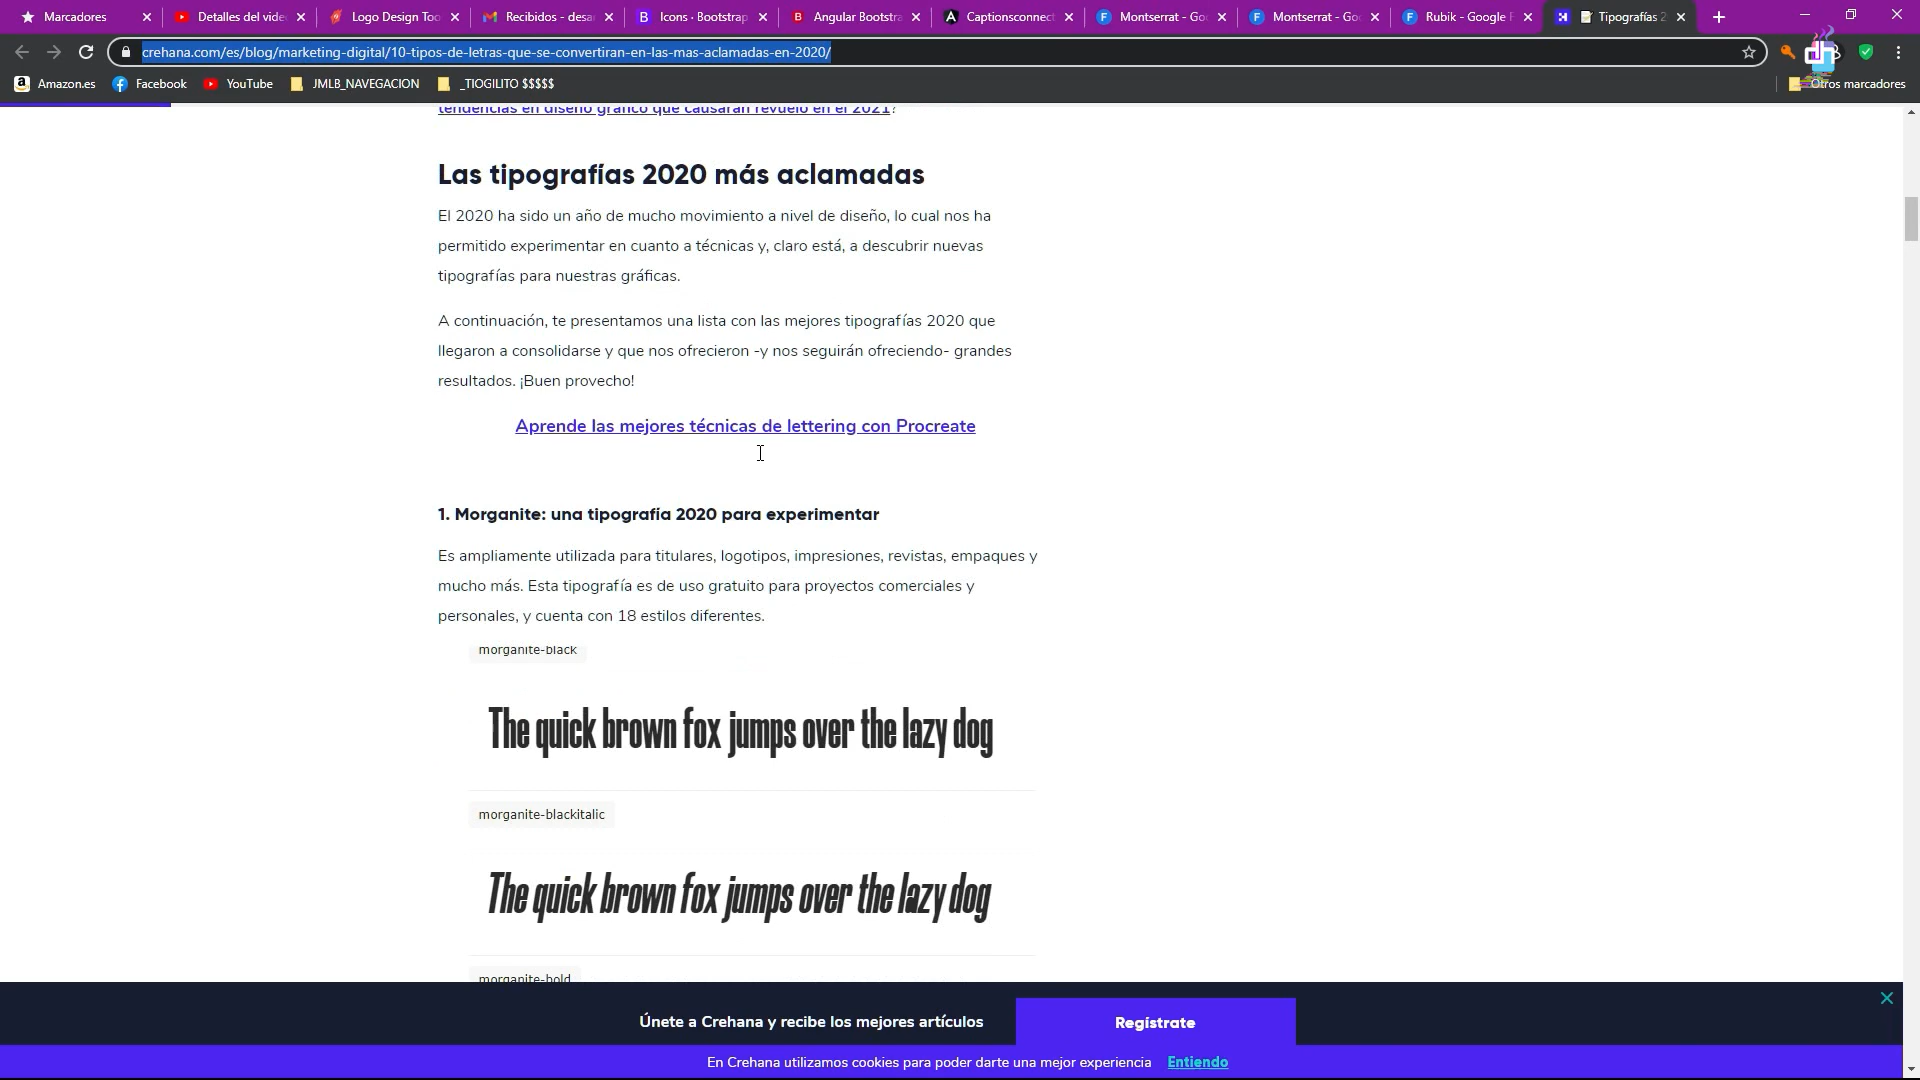 Marcadores
Detalles del vide
Logo Design Too
Recibidos - desa
Icons · Bootstrap
Angular Bootstra
Captionsconnect
Montserrat - Go
Montserrat - Go
Rubik - Google F
Tipografías 2
crehana.com/es/blog/marketing-digital/10-tipos-de-letras-que-se-convertiran-en-las-mas-aclamadas-en-2020/
Amazon.es
Facebook
YouTube
JMLB_NAVEGACION
_TIOGILITO $$$$$
Otros marcadores
tendencias en diseño gráfico que causarán revuelo en el 2021?
Las tipografías 2020 más aclamadas
El 2020 ha sido un año de mucho movimiento a nivel de diseño, lo cual nos ha
permitido experimentar en cuanto a técnicas y, claro está, a descubrir nuevas
tipografías para nuestras gráficas.
A continuación, te presentamos una lista con las mejores tipografías 2020 que
llegaron a consolidarse y que nos ofrecieron -y nos seguirán ofreciendo- grandes
resultados. ¡Buen provecho!
Aprende las mejores técnicas de lettering con Procreate
1. Morganite: una tipografía 2020 para experimentar
Es ampliamente utilizada para titulares, logotipos, impresiones, revistas, empaques y
mucho más. Esta tipografía es de uso gratuito para proyectos comerciales y
personales, y cuenta con 18 estilos diferentes.
morganite-black
The quick brown fox jumps over the lazy dog
morganite-blackitalic
The quick brown fox jumps over the lazy dog
morganite-bold
Únete a Crehana y recibe los mejores artículos
Regístrate
En Crehana utilizamos cookies para poder darte una mejor experiencia
Entiendo